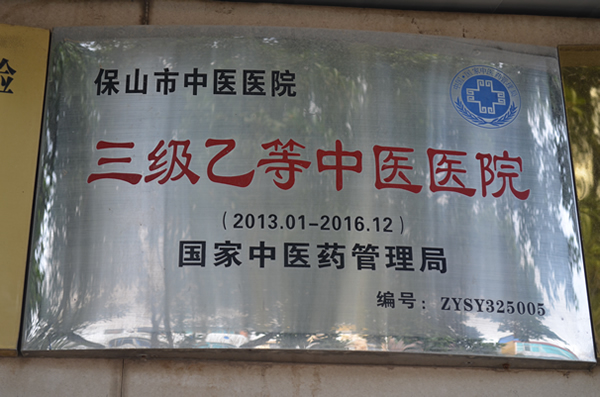 保山市中医医院
三级乙等中医医院
(2013.01-2016.12)
国家中医药管理局
编号：ZYSY325005